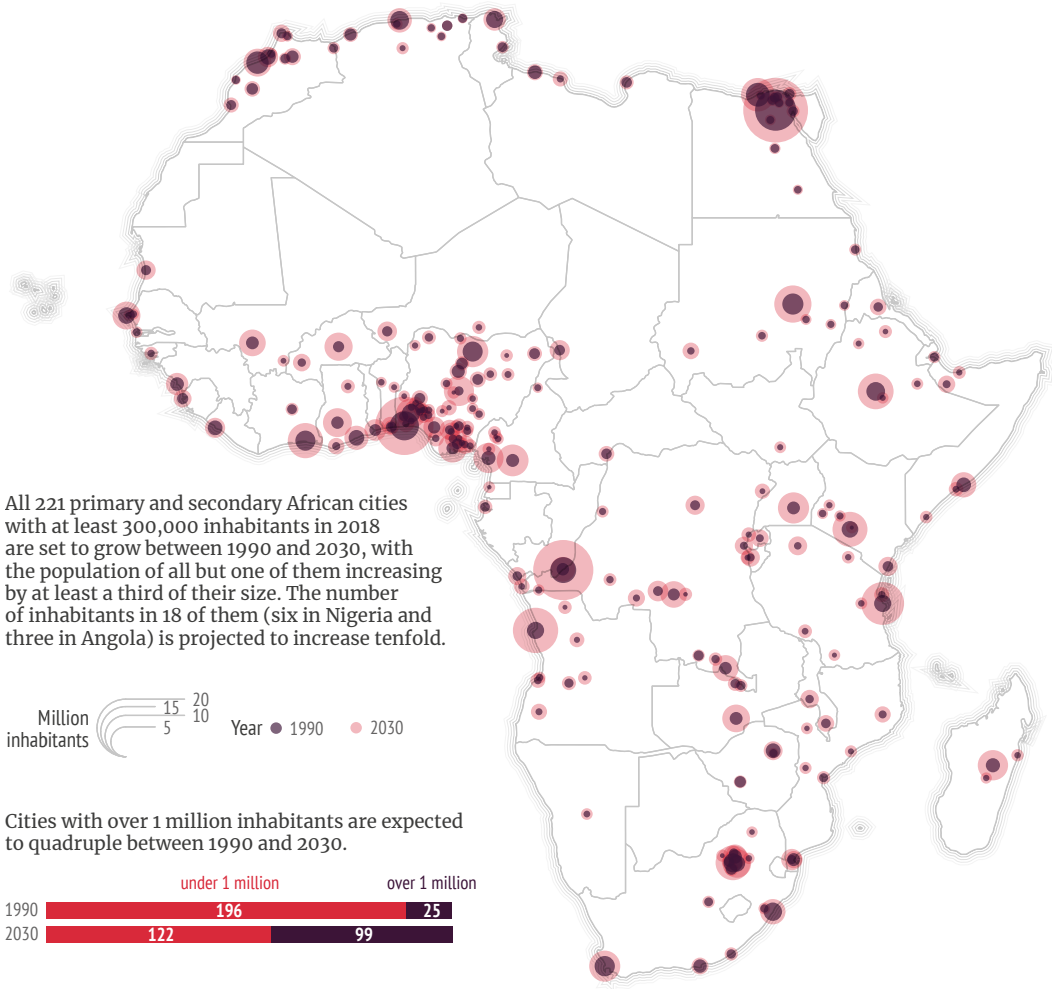 All 221 primary and secondary African cities
with at least 300,000 inhabitants in 2018
are set to grow between 1990 and 2030, with
the population of all but one of them increasing
by at least a third of their size. The number
of inhabitants in 18 of them (six in Nigeria and
three in Angola) is projected to increase tenfold.
Million
inhabitants
20
15
10
5
Year 1990 2030
Cities with over 1 million inhabitants are expected
to quadruple between 1990 and 2030.
under 1 million over 1 million
1990 196 25
2030 122 99